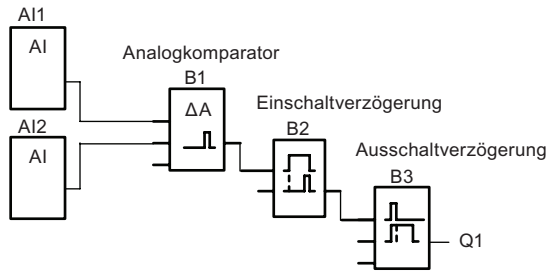 AI1
AI
Analogkomparator
B1
ΔA
AI2
AI
Einschaltverzögerung
B2
Ausschaltverzögerung
B3
Q1